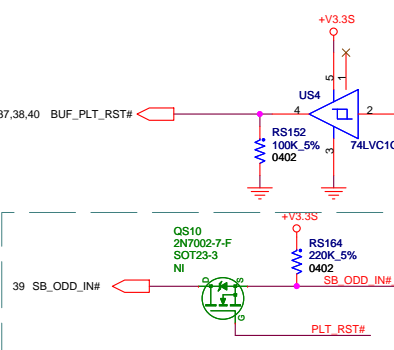 +V3.3S
5
1
US4
37,38,40 BUF_PLT_RST#
4
2
RS152
100K_5%
0402
3
74LVC1G
+V3.3S
QS10
2N7002-7-F
SOT23-3
NI
RS164
220K_5%
0402
39 SB_ODD_IN#
D
S
SB_ODD_IN#
G
PLT_RST#